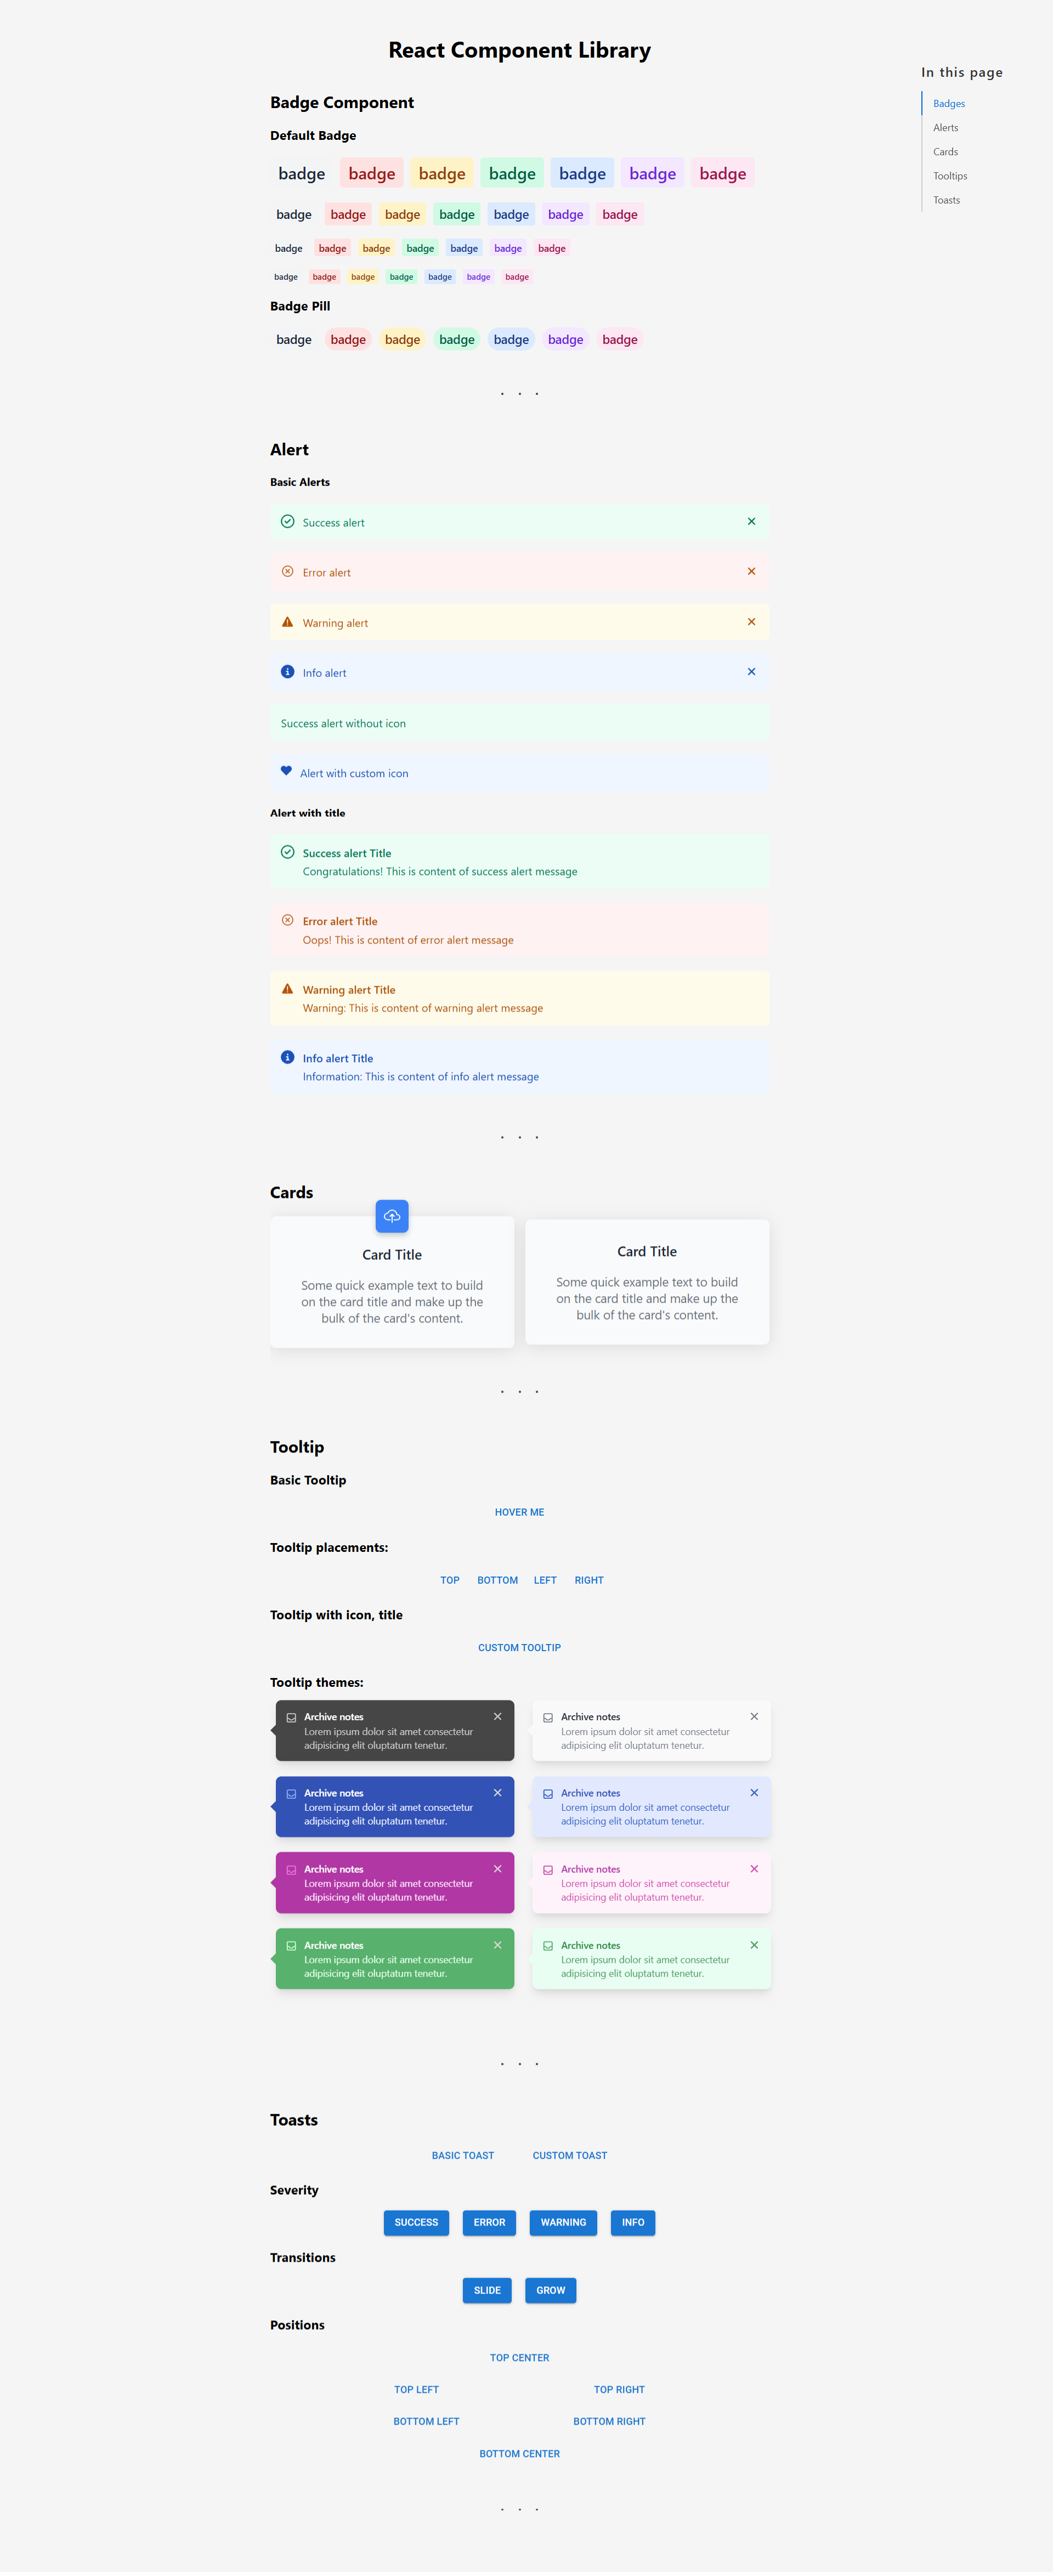 React Component Library
In this page
Badges
Alerts
Cards
Tooltips
Toasts
Badge Component
Default Badge
badge badge badge badge badge badge badge
badge badge badge badge badge badge badge
badge badge badge badge badge badge badge
badge badge badge badge badge badge badge
Badge Pill
badge badge badge badge badge badge badge
Alert
Basic Alerts
Success alert
Error alert
Warning alert
Info alert
Success alert without icon
Alert with custom icon
Alert with title
Success alert Title
Congratulations! This is content of success alert message
Error alert Title
Oops! This is content of error alert message
Warning alert Title
Warning: This is content of warning alert message
Info alert Title
Information: This is content of info alert message
Cards
Card Title
Some quick example text to build
on the card title and make up the
bulk of the card's content.
Card Title
Some quick example text to build
on the card title and make up the
bulk of the card's content.
Tooltip
Basic Tooltip
HOVER ME
Tooltip placements:
TOP BOTTOM LEFT RIGHT
Tooltip with icon, title
CUSTOM TOOLTIP
Tooltip themes:
Archive notes
Lorem ipsum dolor sit amet consectetur
adipisicing elit oluptatum tenetur.
Archive notes
Lorem ipsum dolor sit amet consectetur
adipisicing elit oluptatum tenetur.
Archive notes
Lorem ipsum dolor sit amet consectetur
adipisicing elit oluptatum tenetur.
Archive notes
Lorem ipsum dolor sit amet consectetur
adipisicing elit oluptatum tenetur.
Archive notes
Lorem ipsum dolor sit amet consectetur
adipisicing elit oluptatum tenetur.
Archive notes
Lorem ipsum dolor sit amet consectetur
adipisicing elit oluptatum tenetur.
Archive notes
Lorem ipsum dolor sit amet consectetur
adipisicing elit oluptatum tenetur.
Archive notes
Lorem ipsum dolor sit amet consectetur
adipisicing elit oluptatum tenetur.
Toasts
BASIC TOAST CUSTOM TOAST
Severity
SUCCESS ERROR WARNING INFO
Transitions
SLIDE GROW
Positions
TOP CENTER
TOP LEFT TOP RIGHT
BOTTOM LEFT BOTTOM RIGHT
BOTTOM CENTER